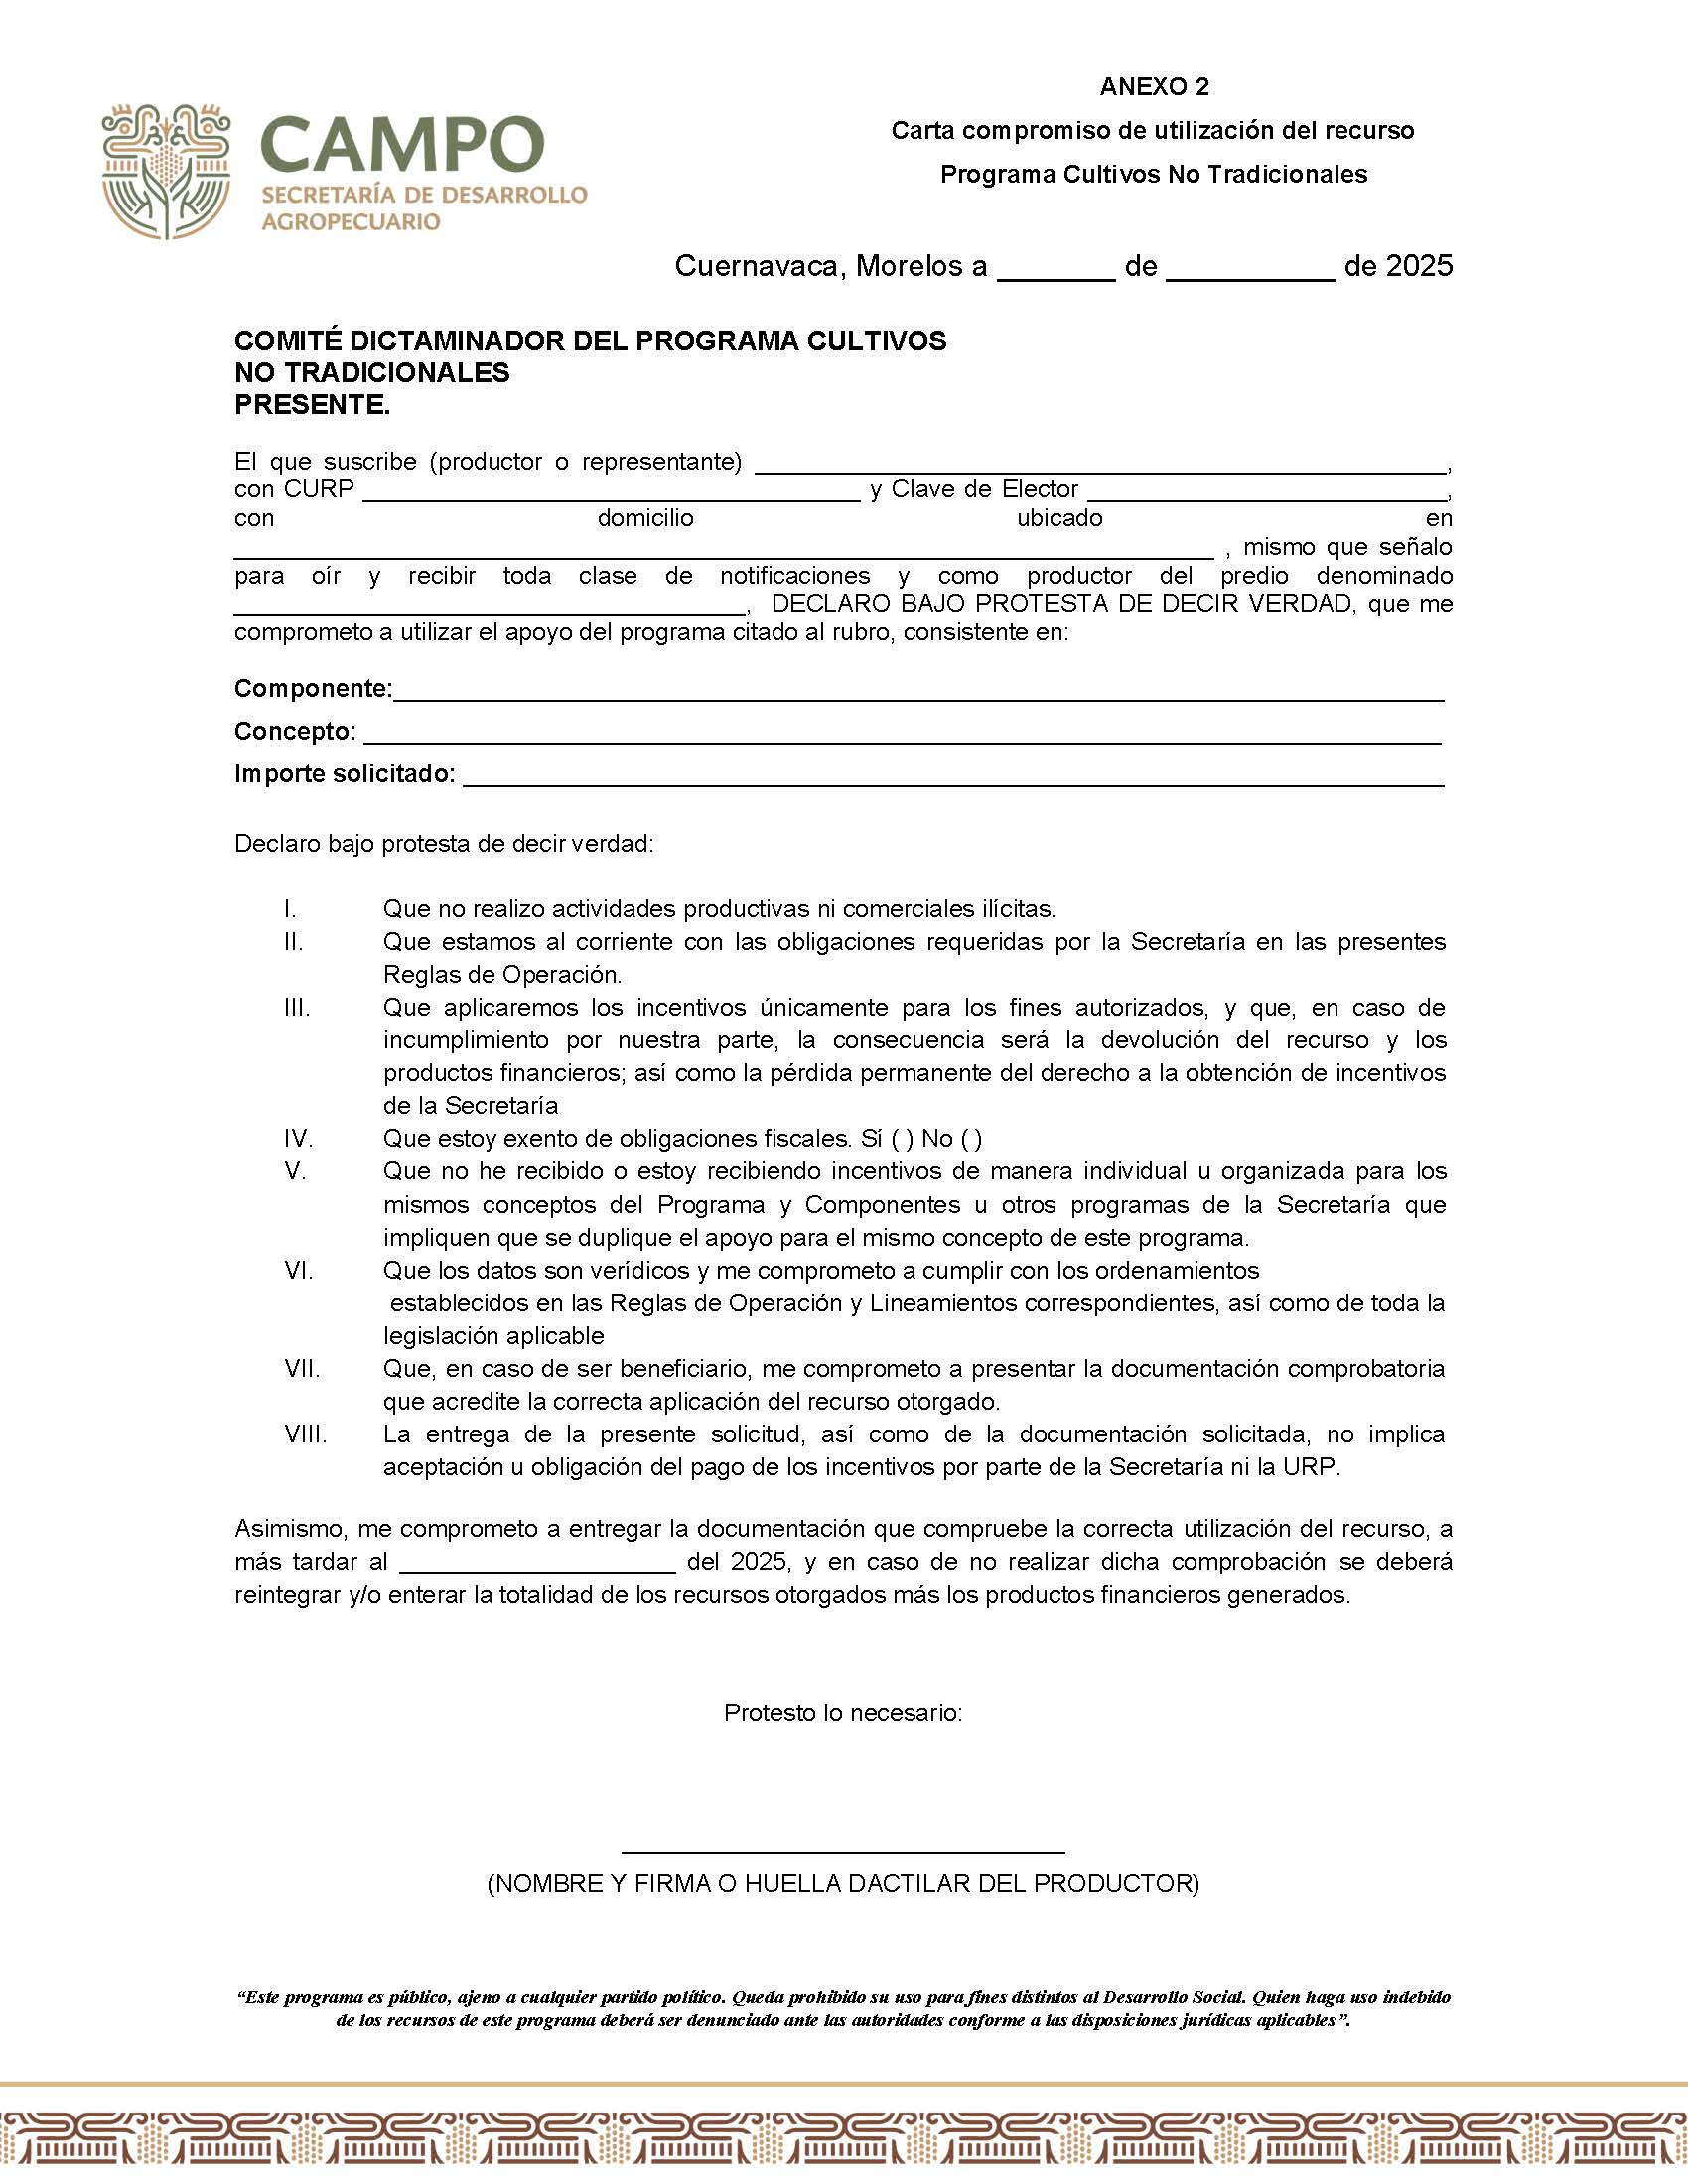 CAMPO
SECRETARÍA DE DESARROLLO
AGROPECUARIO
ANEXO 2
Carta compromiso de utilización del recurso
Programa Cultivos No Tradicionales
Cuernavaca, Morelos a _______ de __________ de 2025
COMITÉ DICTAMINADOR DEL PROGRAMA CULTIVOS
NO TRADICIONALES
PRESENTE.
El que suscribe (productor o representante) __________________________________________________,
con CURP ____________________________________ y Clave de Elector __________________________,
con domicilio ubicado en
_______________________________________________________________________ , mismo que señalo
para oír y recibir toda clase de notificaciones y como productor del predio denominado
_____________________________________, DECLARO BAJO PROTESTA DE DECIR VERDAD, que me
comprometo a utilizar el apoyo del programa citado al rubro, consistente en:
Componente:____________________________________________________________________________
Concepto: ______________________________________________________________________________
Importe solicitado: _______________________________________________________________________
Declaro bajo protesta de decir verdad:
I. Que no realizo actividades productivas ni comerciales ilícitas.
II. Que estamos al corriente con las obligaciones requeridas por la Secretaría en las presentes
Reglas de Operación.
III. Que aplicaremos los incentivos únicamente para los fines autorizados, y que, en caso de
incumplimiento por nuestra parte, la consecuencia será la devolución del recurso y los
productos financieros; así como la pérdida permanente del derecho a la obtención de incentivos
de la Secretaría
IV. Que estoy exento de obligaciones fiscales. Sí ( ) No ( )
V. Que no he recibido o estoy recibiendo incentivos de manera individual u organizada para los
mismos conceptos del Programa y Componentes u otros programas de la Secretaría que
impliquen que se duplique el apoyo para el mismo concepto de este programa.
VI. Que los datos son verídicos y me comprometo a cumplir con los ordenamientos
establecidos en las Reglas de Operación y Lineamientos correspondientes, así como de toda la
legislación aplicable
VII. Que, en caso de ser beneficiario, me comprometo a presentar la documentación comprobatoria
que acredite la correcta aplicación del recurso otorgado.
VIII. La entrega de la presente solicitud, así como de la documentación solicitada, no implica
aceptación u obligación del pago de los incentivos por parte de la Secretaría ni la URP.
Asimismo, me comprometo a entregar la documentación que compruebe la correcta utilización del recurso, a
más tardar al ____________________ del 2025, y en caso de no realizar dicha comprobación se deberá
reintegrar y/o enterar la totalidad de los recursos otorgados más los productos financieros generados.
Protesto lo necesario:
________________________________
(NOMBRE Y FIRMA O HUELLA DACTILAR DEL PRODUCTOR)
“Este programa es público, ajeno a cualquier partido político. Queda prohibido su uso para fines distintos al Desarrollo Social. Quien haga uso indebido
de los recursos de este programa deberá ser denunciado ante las autoridades conforme a las disposiciones jurídicas aplicables”.